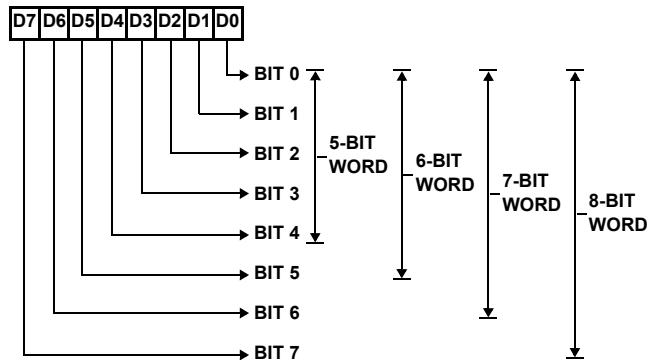 D7 D6 D5 D4 D3 D2 D1 D0
BIT 0
BIT 1
BIT 2
BIT 3
BIT 4
BIT 5
BIT 6
BIT 7
5-BIT
WORD
6-BIT
WORD
7-BIT
WORD
8-BIT
WORD